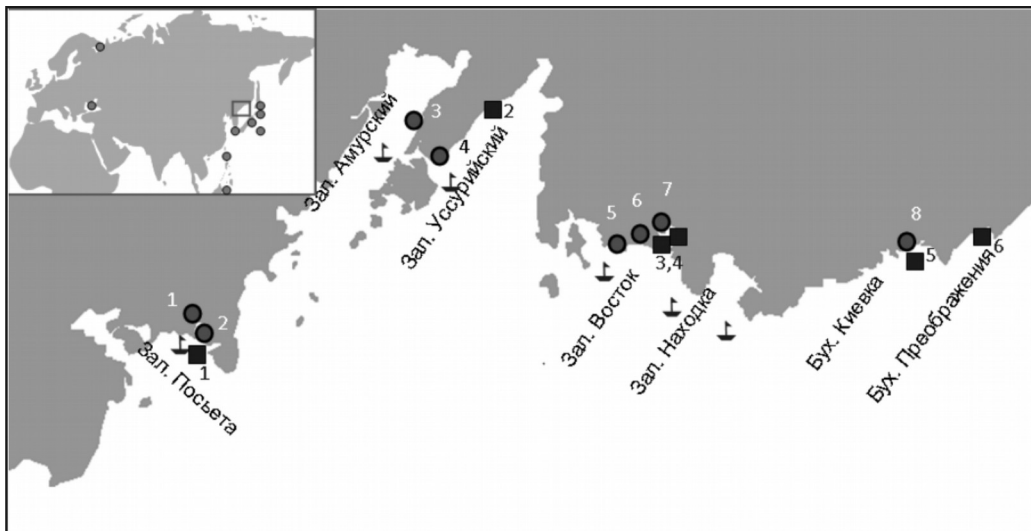 Зал. Амурский
3
4
2
Зал. Уссурийский
1
2
1
Зал. Посьета
5
6
7
3,4
Зал. Восток
Зал. Находка
8
5
6
Бух. Киевка
Бух. Преображения